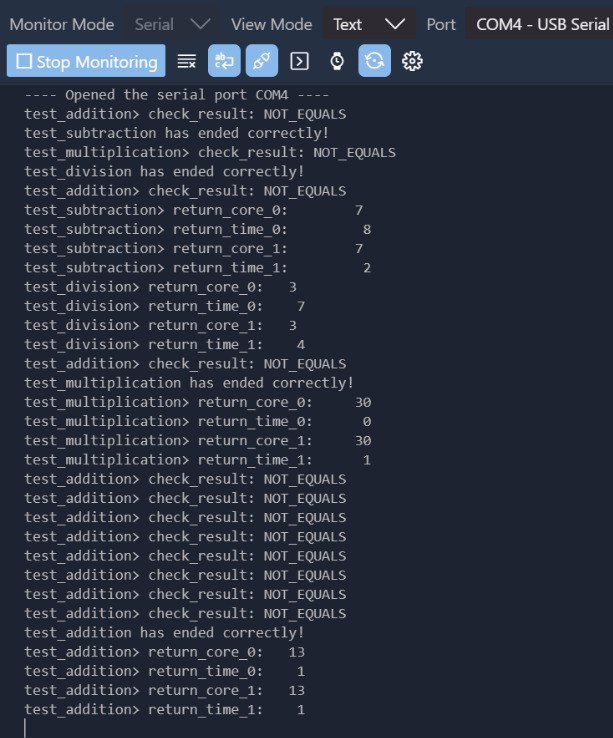 Monitor Mode Serial View Mode Text Port COM4 - USB Serial
Stop Monitoring
---- Opened the serial port COM4 ----
test_addition> check_result: NOT_EQUALS
test_subtraction has ended correctly!
test_multiplication> check_result: NOT_EQUALS
test_division has ended correctly!
test_addition> check_result: NOT_EQUALS
test_subtraction> return_core_0: 7
test_subtraction> return_time_0: 8
test_subtraction> return_core_1: 7
test_subtraction> return_time_1: 2
test_division> return_core_0: 3
test_division> return_time_0: 7
test_division> return_core_1: 3
test_division> return_time_1: 4
test_addition> check_result: NOT_EQUALS
test_multiplication has ended correctly!
test_multiplication> return_core_0: 30
test_multiplication> return_time_0: 0
test_multiplication> return_core_1: 30
test_multiplication> return_time_1: 1
test_addition> check_result: NOT_EQUALS
test_addition> check_result: NOT_EQUALS
test_addition> check_result: NOT_EQUALS
test_addition> check_result: NOT_EQUALS
test_addition> check_result: NOT_EQUALS
test_addition> check_result: NOT_EQUALS
test_addition> check_result: NOT_EQUALS
test_addition> check_result: NOT_EQUALS
test_addition has ended correctly!
test_addition> return_core_0: 13
test_addition> return_time_0: 1
test_addition> return_core_1: 13
test_addition> return_time_1: 1